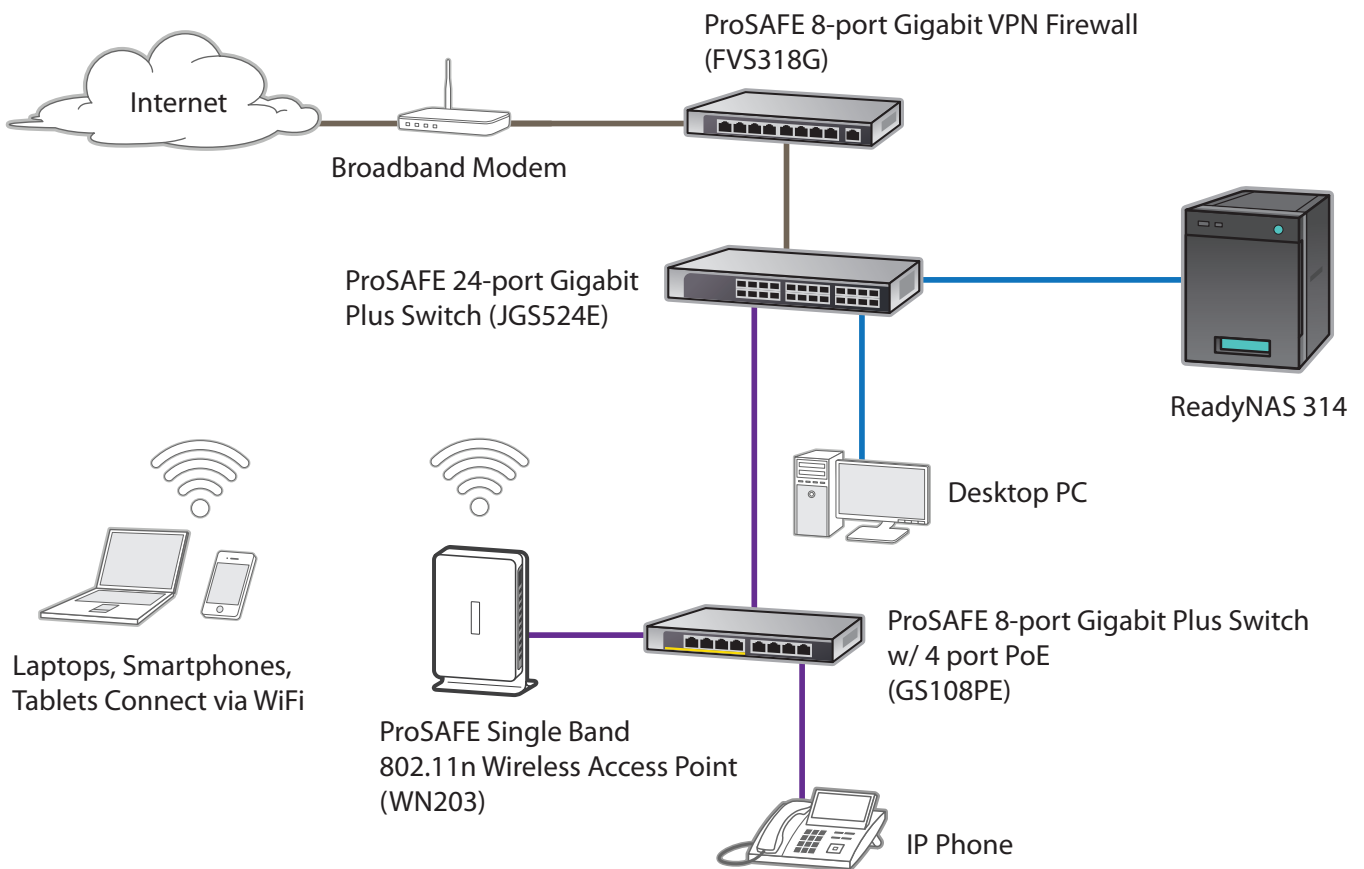 ProSAFE 8-port Gigabit VPN Firewall
(FVS318G)
Internet
Broadband Modem
ProSAFE 24-port Gigabit
Plus Switch (JGS524E)
ReadyNAS 314
Desktop PC
ProSAFE 8-port Gigabit Plus Switch
w/ 4 port PoE
(GS108PE)
Laptops, Smartphones,
Tablets Connect via WiFi
ProSAFE Single Band
802.11n Wireless Access Point
(WN203)
IP Phone